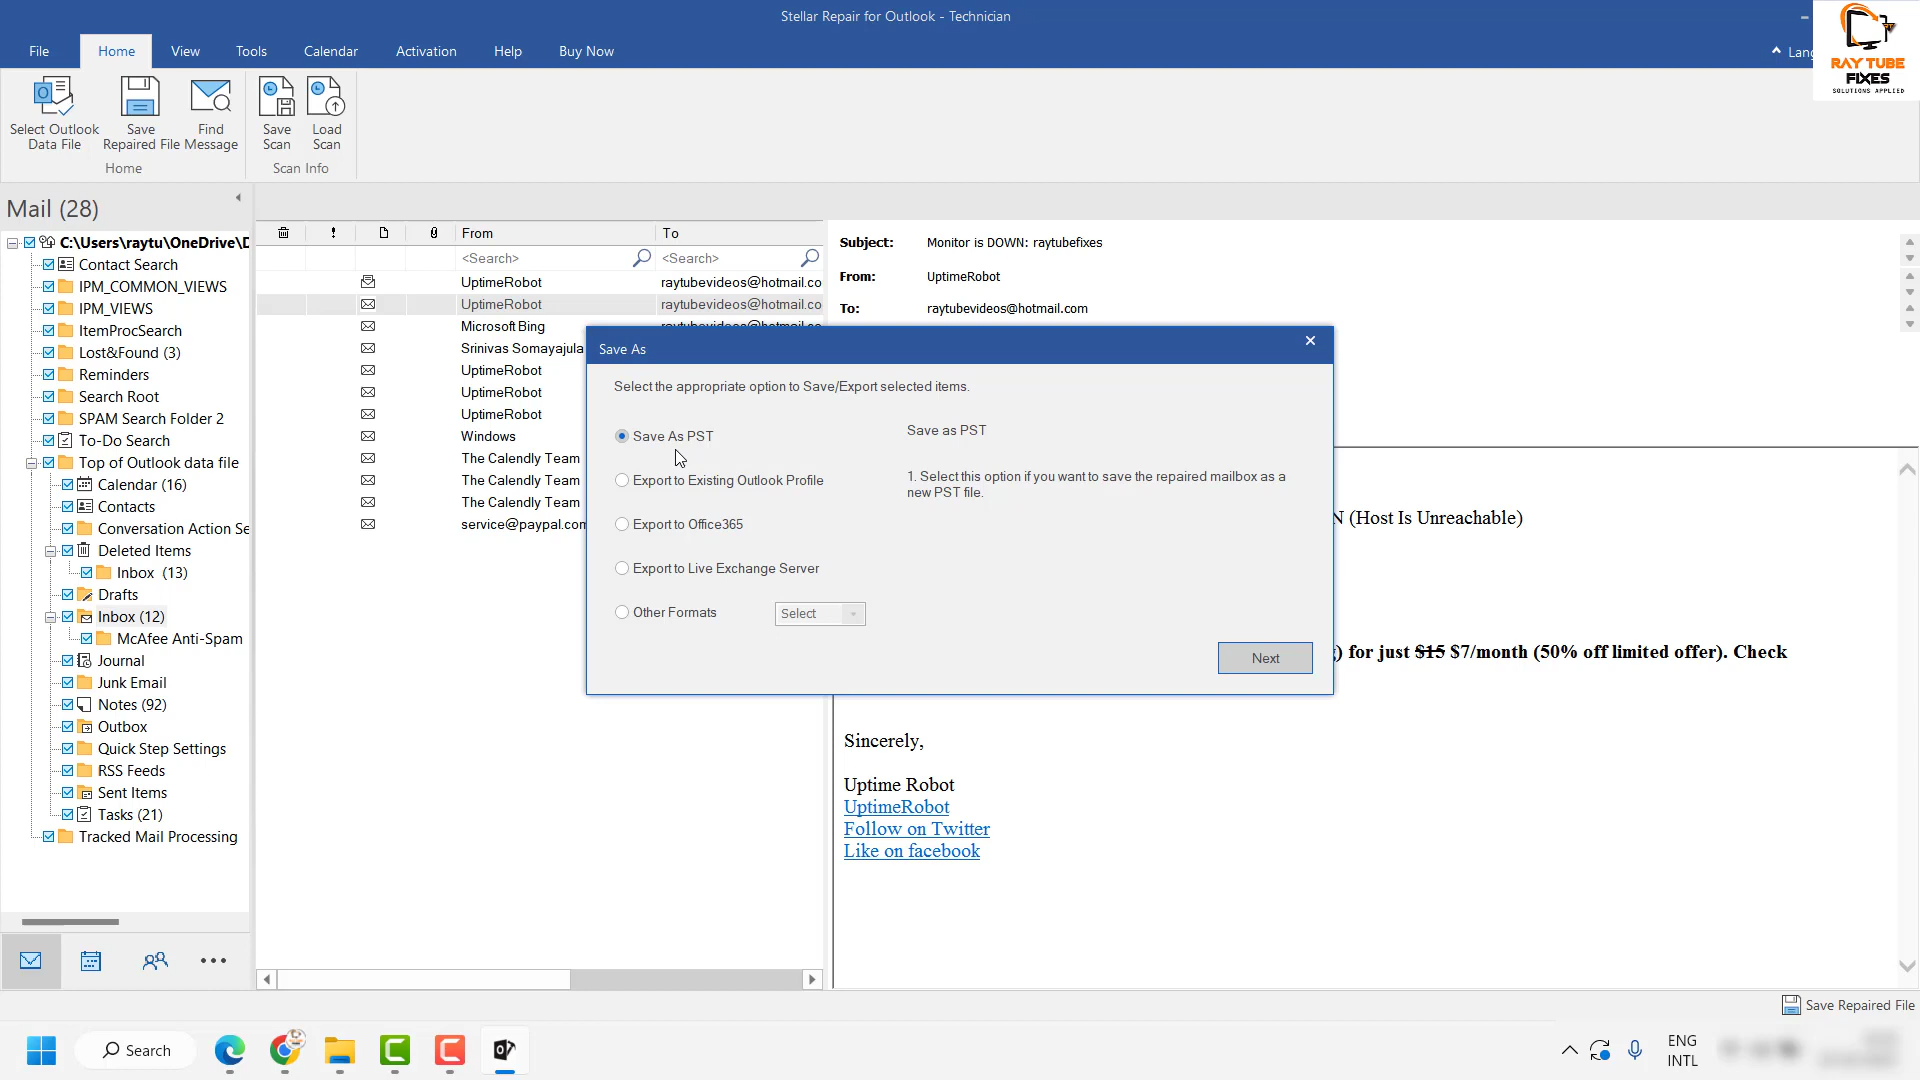 Stellar Repair for Outlook - Technician
File Home View Tools Calendar Activation Help Buy Now
Lang
RAY TUBE
FIXES
SOLUTIONS APPLIED
Select Outlook
Data File
Save
Repaired File
Find
Message
Save
Scan
Load
Scan
Home
Scan Info
Mail (28)
C:\Users\raytu\OneDrive\D
Contact Search
IPM_COMMON_VIEWS
IPM_VIEWS
ItemProcSearch
Lost&Found (3)
Reminders
Search Root
SPAM Search Folder 2
To-Do Search
Top of Outlook data file
Calendar (16)
Contacts
Conversation Action Se
Deleted Items
Inbox (13)
Drafts
Inbox (12)
McAfee Anti-Spam
Journal
Junk Email
Notes (92)
Outbox
Quick Step Settings
RSS Feeds
Sent Items
Tasks (21)
Tracked Mail Processing
From To
<Search> <Search>
UptimeRobot raytubevideos@hotmail.co
UptimeRobot raytubevideos@hotmail.co
Microsoft Bing raytubevideos@hotmail.co
Srinivas Somayajula
UptimeRobot
UptimeRobot
UptimeRobot
Windows
The Calendly Team
The Calendly Team
The Calendly Team
service@paypal.com
Subject: Monitor is DOWN: raytubefixes
From: UptimeRobot
To: raytubevideos@hotmail.com
Save As
Select the appropriate option to Save/Export selected items.
Save As PST
Export to Existing Outlook Profile
Export to Office365
Export to Live Exchange Server
Other Formats Select
Save as PST
1. Select this option if you want to save the repaired mailbox as a
new PST file.
Next
N (Host Is Unreachable)
) for just $15 $7/month (50% off limited offer). Check
Sincerely,
Uptime Robot
UptimeRobot
Follow on Twitter
Like on facebook
Save Repaired File
Search
ENG
INTL